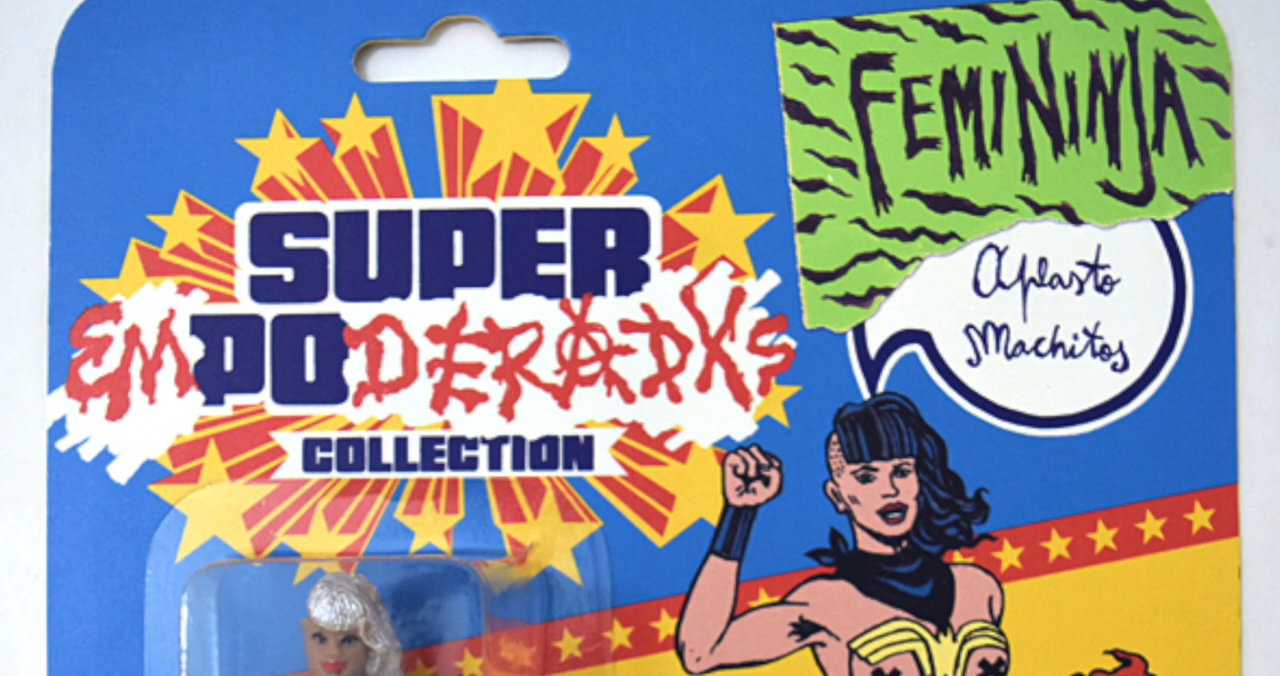 SUPER
EMPODERADXS
COLLECTION
FEMININJA
Aplasto
Machitos